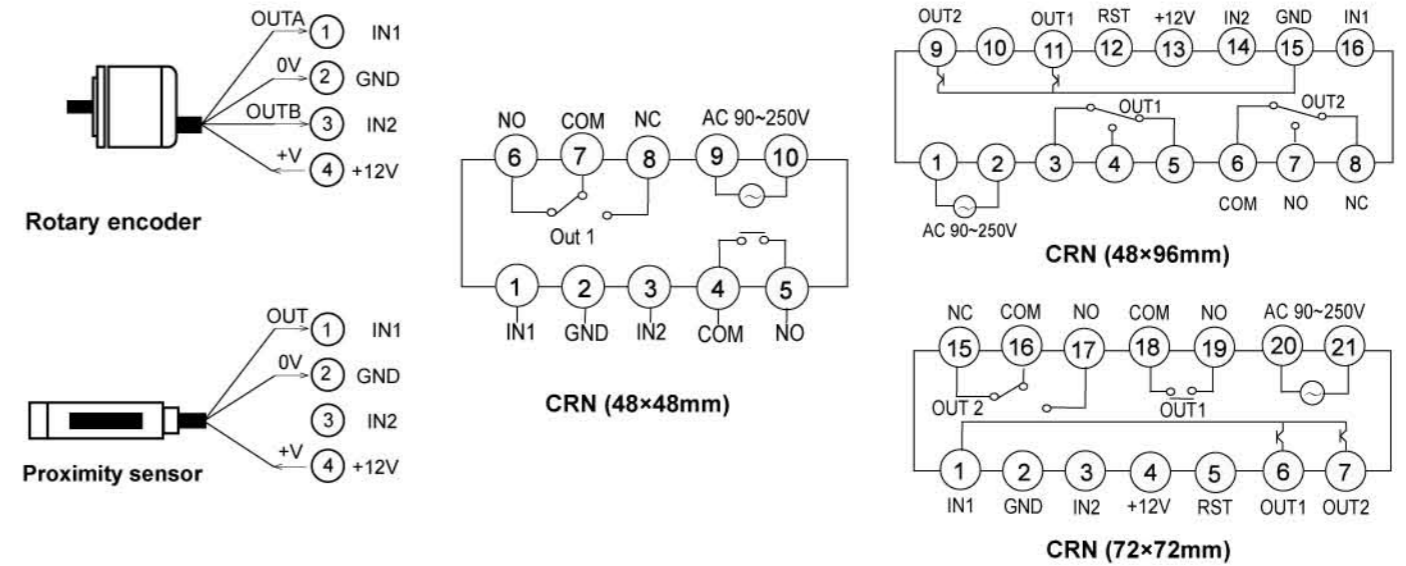 OUTA 1 IN1
0V 2 GND
OUTB 3 IN2
+V 4 +12V
Rotary encoder
OUT 1 IN1
0V 2 GND
3 IN2
+V 4 +12V
Proximity sensor
NO COM NC AC 90~250V
6 7 8 9 10
Out 1
1 2 3 4 5
IN1 GND IN2 COM NO
CRN (48×48mm)
OUT2 OUT1 RST +12V IN2 GND IN1
9 10 11 12 13 14 15 16
OUT1 OUT2
1 2 3 4 5 6 7 8
COM NO NC
AC 90~250V
CRN (48×96mm)
NC COM NO COM NO AC 90~250V
15 16 17 18 19 20 21
OUT 2 OUT1
1 2 3 4 5 6 7
IN1 GND IN2 +12V RST OUT1 OUT2
CRN (72×72mm)